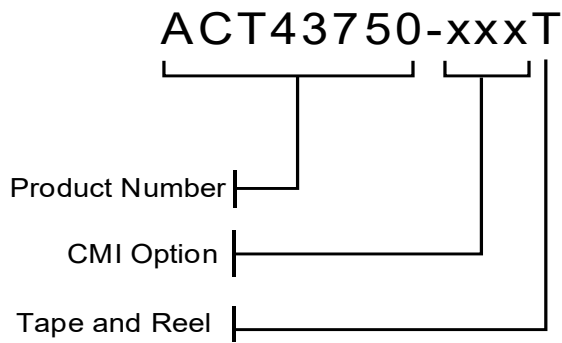 ACT43750-xxxT
Product Number
CMI Option
Tape and Reel